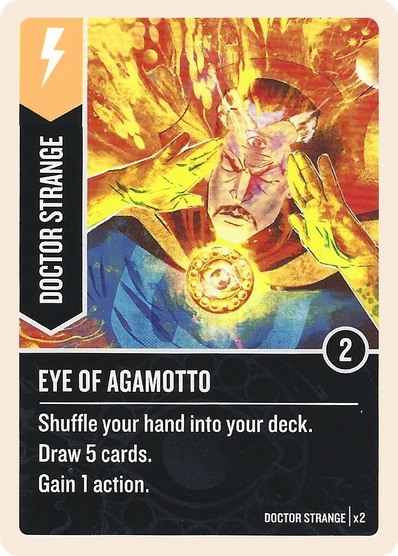 DOCTOR STRANGE
2
EYE OF AGAMOTTO
Shuffle your hand into your deck.
Draw 5 cards.
Gain 1 action.
DOCTOR STRANGE | x2